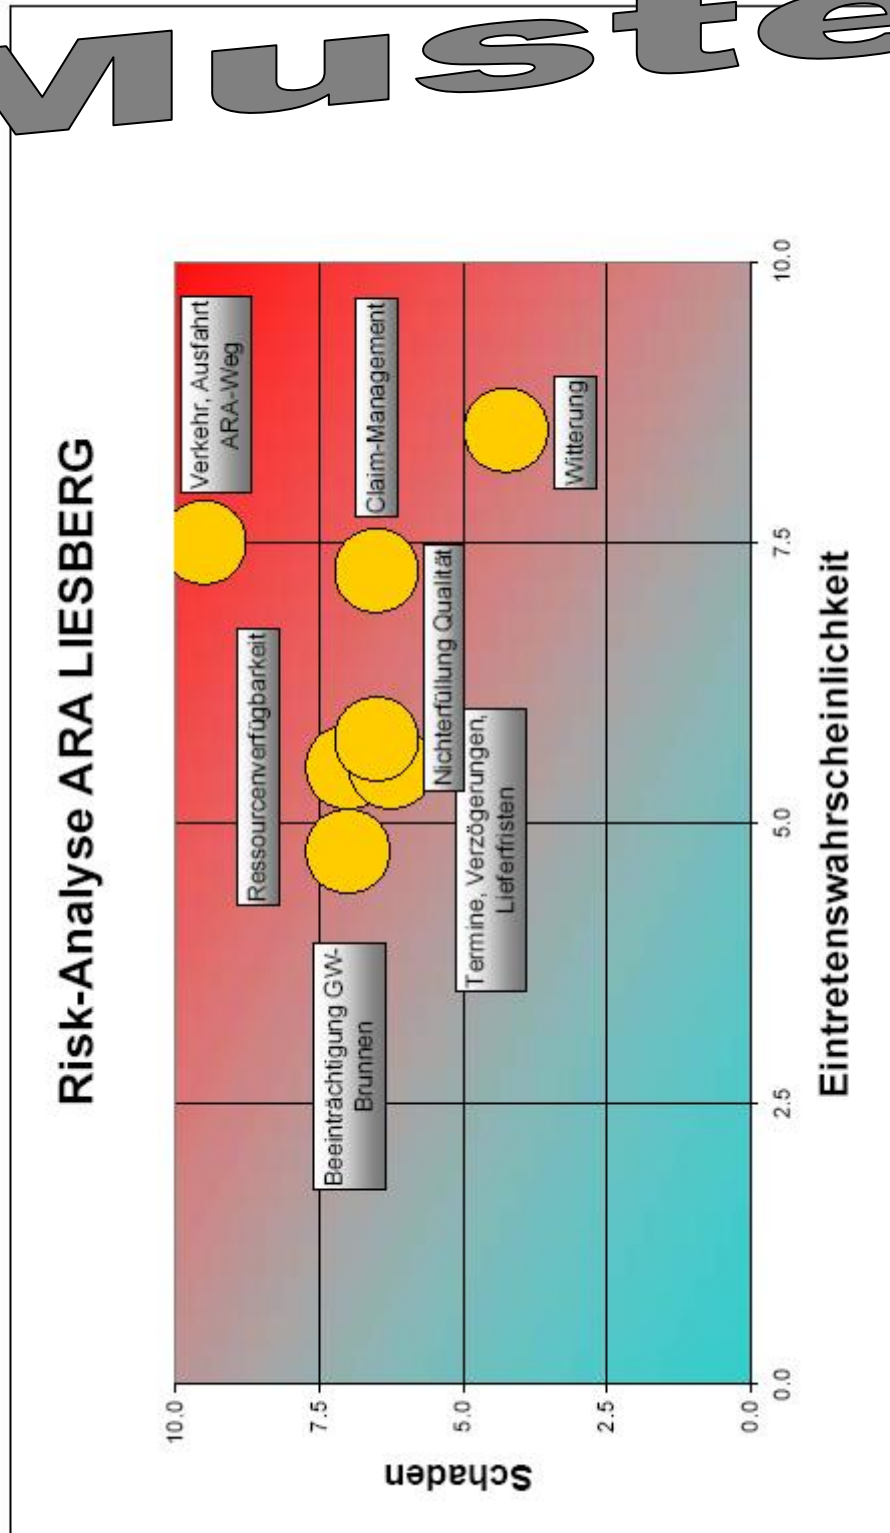 Muste
Risk-Analyse ARA LIESBERG
Verkehr, Ausfahrt
ARA-Weg
Ressourcenverfügbarkeit
Claim-Management
Beeinträchtigung GW-
Brunnen
Nichterfüllung Qualität
Termine, Verzögerungen,
Lieferfristen
Witterung
Schaden
10.0
7.5
5.0
2.5
0.0
0.0
2.5
5.0
7.5
10.0
Eintretenswahrscheinlichkeit